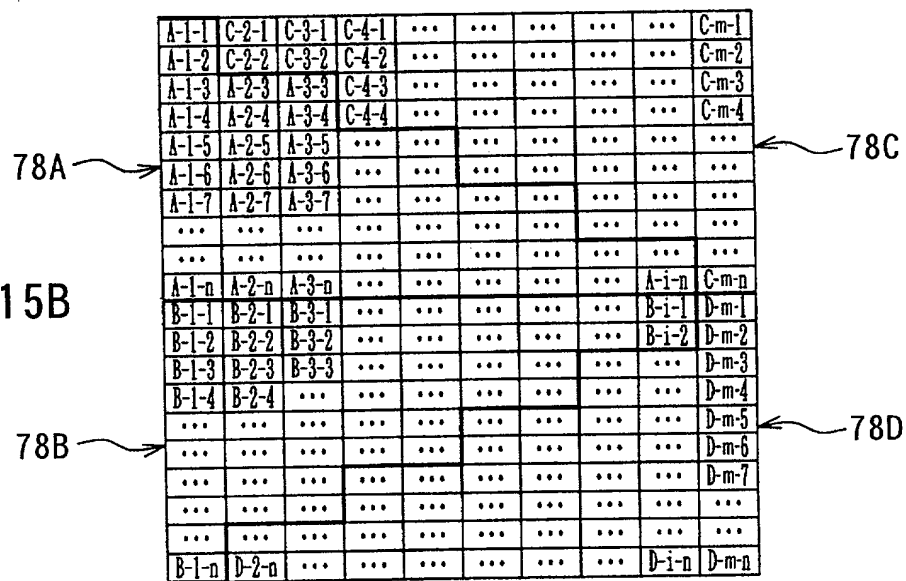 A-1-1 C-2-1 C-3-1 C-4-1 ... ... ... ... ... C-m-1
A-1-2 C-2-2 C-3-2 C-4-2 ... ... ... ... ... C-m-2
A-1-3 A-2-3 A-3-3 C-4-3 ... ... ... ... ... C-m-3
A-1-4 A-2-4 A-3-4 C-4-4 ... ... ... ... ... C-m-4
A-1-5 A-2-5 A-3-5 ... ... ... ... ... ... ...
78A 78C
A-1-6 A-2-6 A-3-6 ... ... ... ... ... ... ...
A-1-7 A-2-7 A-3-7 ... ... ... ... ... ... ...
... ... ... ... ... ... ... ... ... ...
... ... ... ... ... ... ... ... ... ...
A-1-n A-2-n A-3-n ... ... ... ... ... A-i-n C-m-n
15B
B-1-1 B-2-1 B-3-1 ... ... ... ... ... B-i-1 D-m-1
B-1-2 B-2-2 B-3-2 ... ... ... ... ... B-i-2 D-m-2
B-1-3 B-2-3 B-3-3 ... ... ... ... ... ... D-m-3
B-1-4 B-2-4 ... ... ... ... ... ... ... D-m-4
... ... ... ... ... ... ... ... ... D-m-5
78B 78D
... ... ... ... ... ... ... ... ... D-m-6
... ... ... ... ... ... ... ... ... D-m-7
... ... ... ... ... ... ... ... ... ...
... ... ... ... ... ... ... ... ... ...
B-1-n D-2-n ... ... ... ... ... ... D-i-n D-m-n